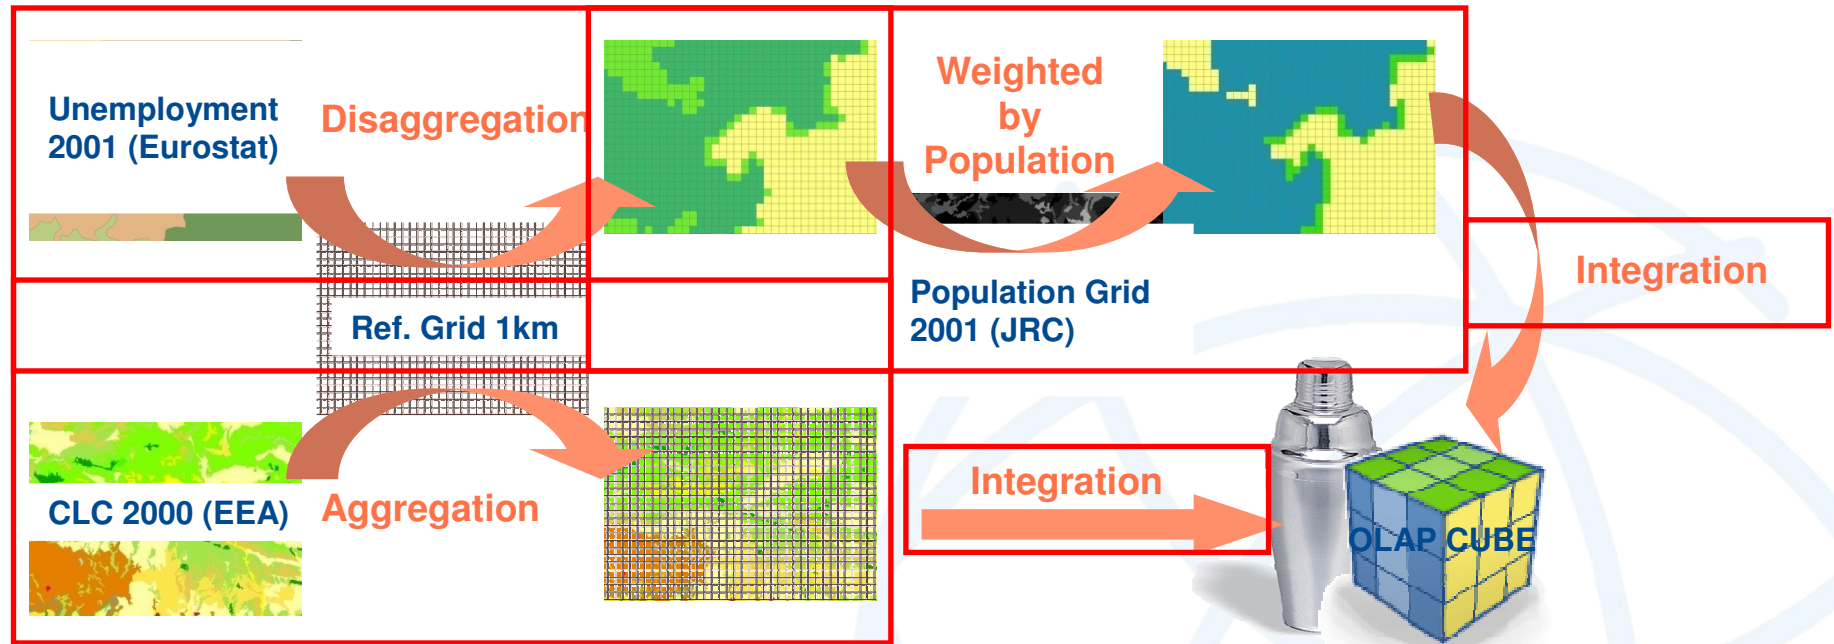 Unemployment
2001 (Eurostat)
Disaggregation
Weighted
by
Population
Integration
Ref. Grid 1km
Population Grid
2001 (JRC)
CLC 2000 (EEA)
Aggregation
Integration
OLAP CUBE